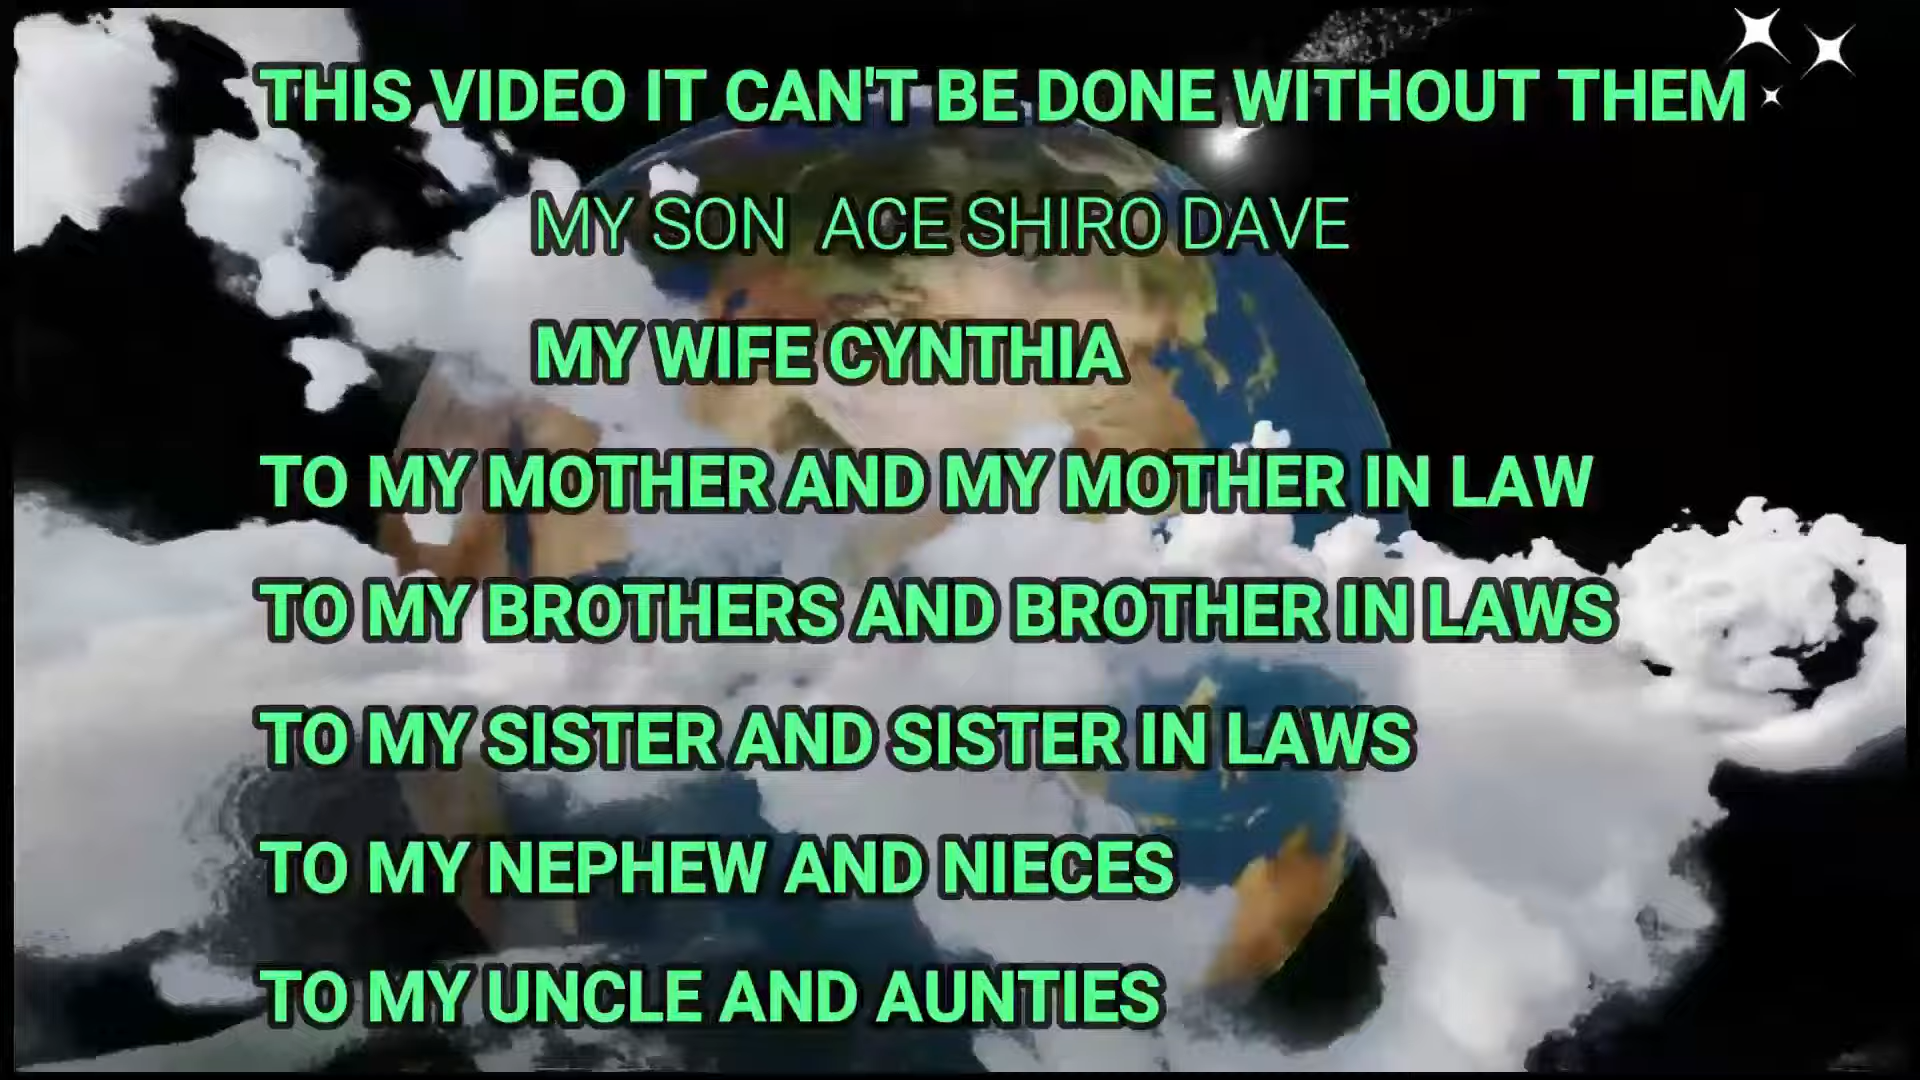 THIS VIDEO IT CAN'T BE DONE WITHOUT THEM
MY SON ACE SHIRO DAVE
MY WIFE CYNTHIA
TO MY MOTHER AND MY MOTHER IN LAW
TO MY BROTHERS AND BROTHER IN LAWS
TO MY SISTER AND SISTER IN LAWS
TO MY NEPHEW AND NIECES
TO MY UNCLE AND AUNTIES